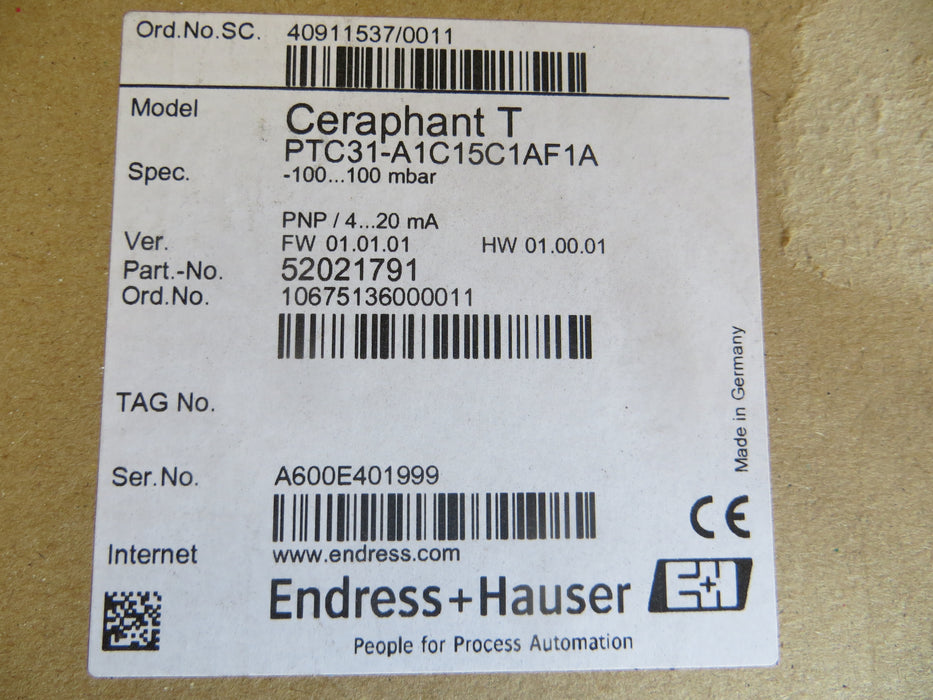 Ord.No.SC. 40911537/0011
Model Ceraphant T
PTC31-A1C15C1AF1A
Spec. -100...100 mbar
PNP / 4...20 mA
Ver. FW 01.01.01 HW 01.00.01
Part.-No. 52021791
Ord.No. 10675136000011
TAG No.
Made in Germany
Ser.No. A600E401999
CE
Internet www.endress.com
Endress+Hauser E+H
People for Process Automation